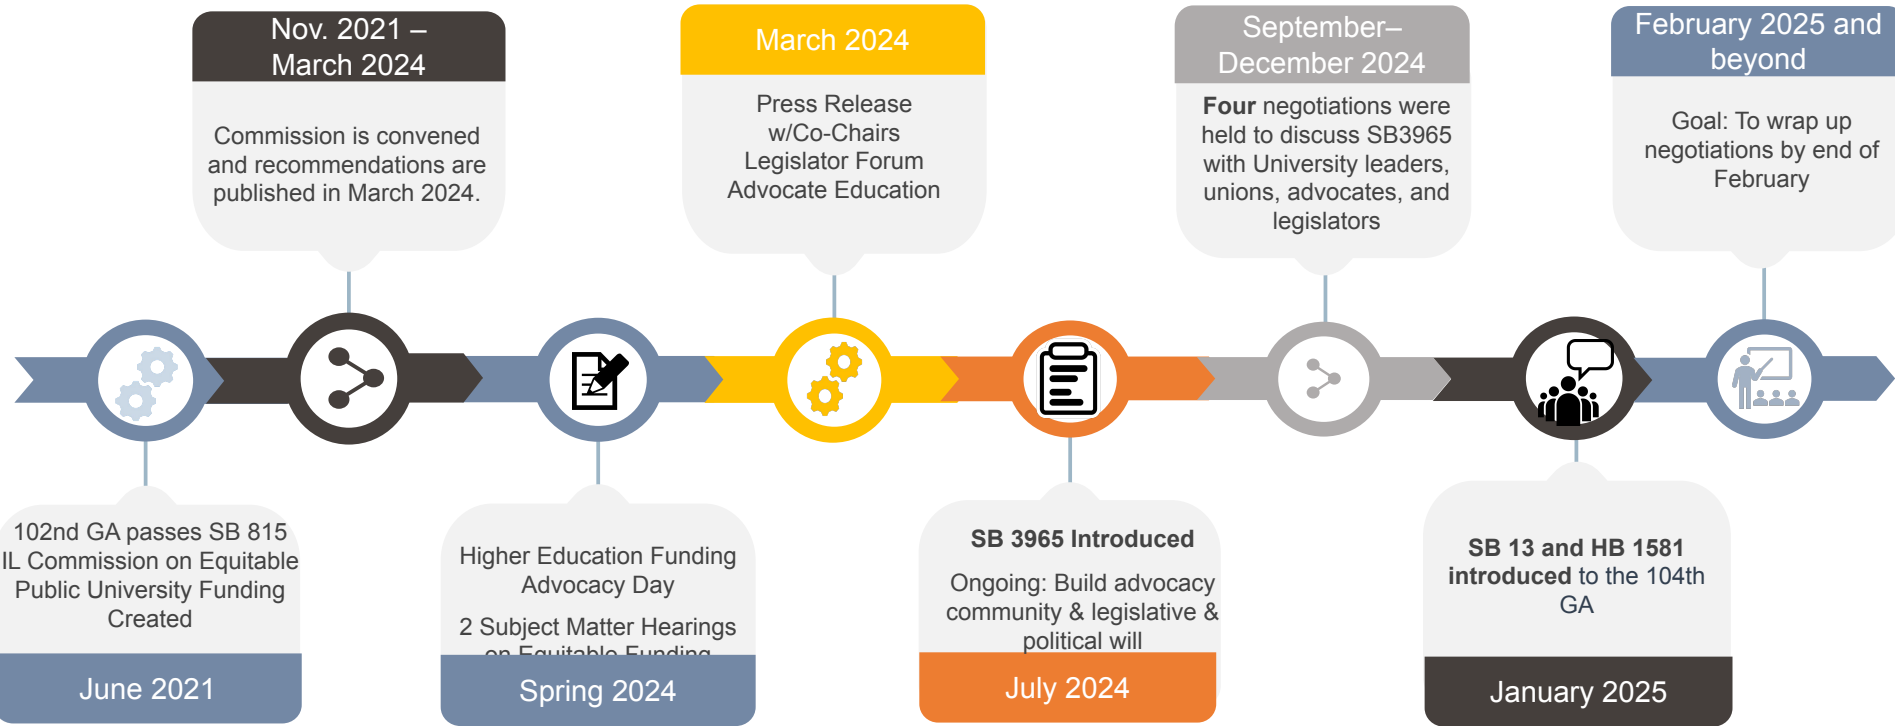 Nov. 2021 –
March 2024
Commission is convened
and recommendations are
published in March 2024.
March 2024
Press Release
w/Co-Chairs
Legislator Forum
Advocate Education
September–
December 2024
Four negotiations were
held to discuss SB3965
with University leaders,
unions, advocates, and
legislators
February 2025 and
beyond
Goal: To wrap up
negotiations by end of
February
102nd GA passes SB 815
IL Commission on Equitable
Public University Funding
Created
June 2021
Higher Education Funding
Advocacy Day
2 Subject Matter Hearings
on Equitable Funding
Spring 2024
SB 3965 Introduced
Ongoing: Build advocacy
community & legislative &
political will
July 2024
SB 13 and HB 1581
introduced to the 104th
GA
January 2025